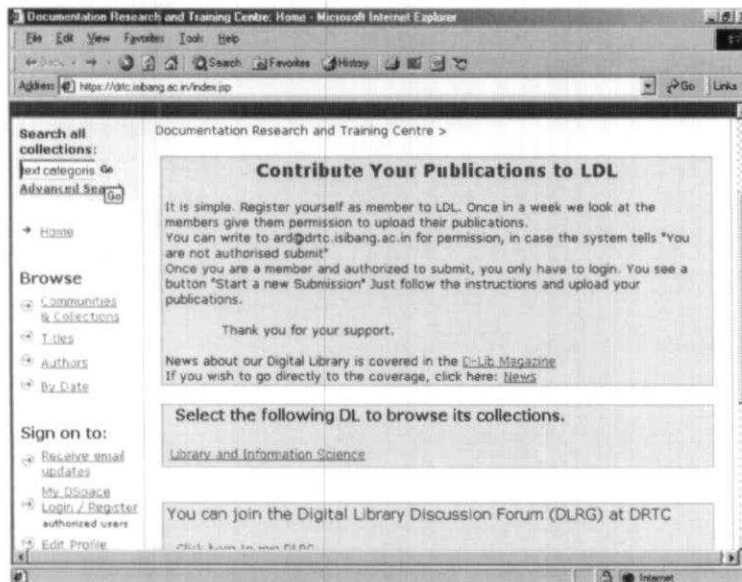 Documentation Research and Training Centre: Home - Microsoft Internet Explorer
File Edit View Favorites Tools Help
Back Search Favorites History
Address https://drtc.isibang.ac.in/index.jsp Go Links
Search all
collections:
text categoris Go
Advanced Search
Go
Home
Browse
Communities
& Collections
Titles
Authors
By Date
Sign on to:
Receive email
updates
My DSpace
Login / Register
authorized users
Edit Profile
Documentation Research and Training Centre >
Contribute Your Publications to LDL
It is simple. Register yourself as member to LDL. Once in a week we look at the
members give them permission to upload their publications.
You can write to ard@drtc.isibang.ac.in for permission, in case the system tells "You
are not authorised submit"
Once you are a member and authorized to submit, you only have to login. You see a
button "Start a new Submission" Just follow the instructions and upload your
publications.
Thank you for your support.
News about our Digital Library is covered in the D-Lib Magazine
If you wish to go directly to the coverage, click here: News
Select the following DL to browse its collections.
Library and Information Science
You can join the Digital Library Discussion Forum (DLRG) at DRTC
Click here to join DLRG
Internet